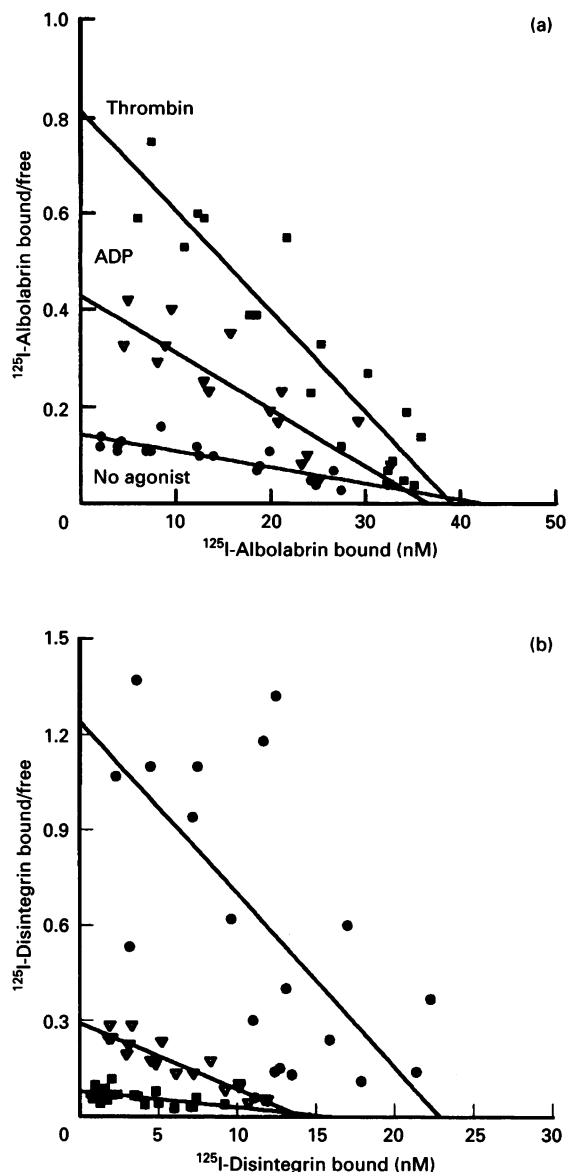 (a)
1.0
Thrombin
0.8
0.6
ADP
0.4
0.2
No agonist
0
10
20
30
40
50
125I-Albolabrin bound/free
125I-Albolabrin bound (nM)
(b)
1.5
1.2
0.9
0.6
0.3
0
5
10
15
20
25
30
125I-Disintegrin bound/free
125I-Disintegrin bound (nM)